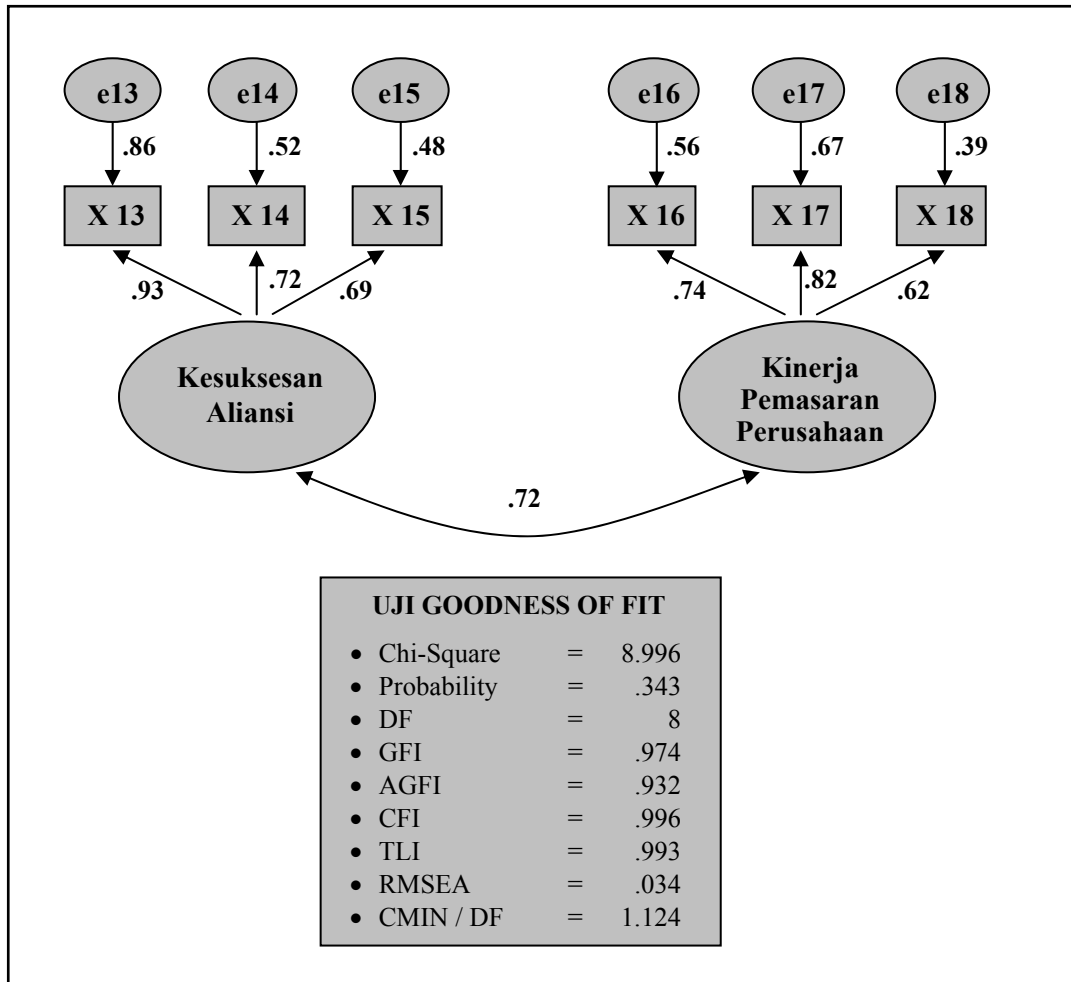 e13 e14 e15 e16 e17 e18
.86 .52 .48 .56 .67 .39
X 13 X 14 X 15 X 16 X 17 X 18
.93 .72 .69 .74 .82 .62
Kesuksesan
Aliansi
Kinerja
Pemasaran
Perusahaan
.72
UJI GOODNESS OF FIT
• Chi-Square = 8.996
• Probability = .343
• DF = 8
• GFI = .974
• AGFI = .932
• CFI = .996
• TLI = .993
• RMSEA = .034
• CMIN / DF = 1.124